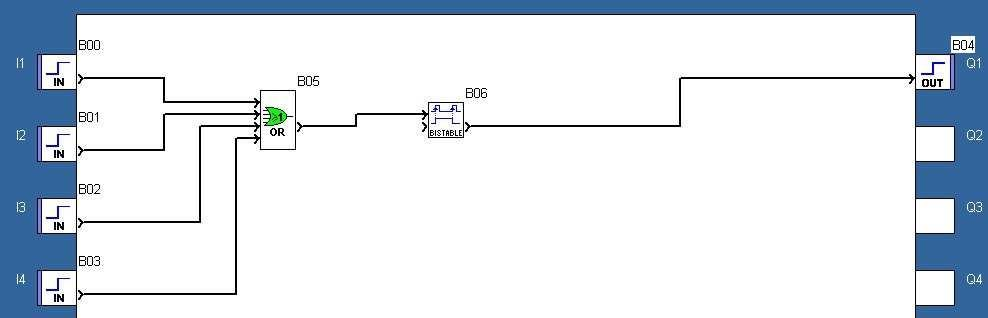 B00
B04
I1
IN
OUT
Q1
B05
B06
B01
1
OR
BISTABLE
I2
IN
Q2
B02
I3
IN
Q3
B03
I4
IN
Q4